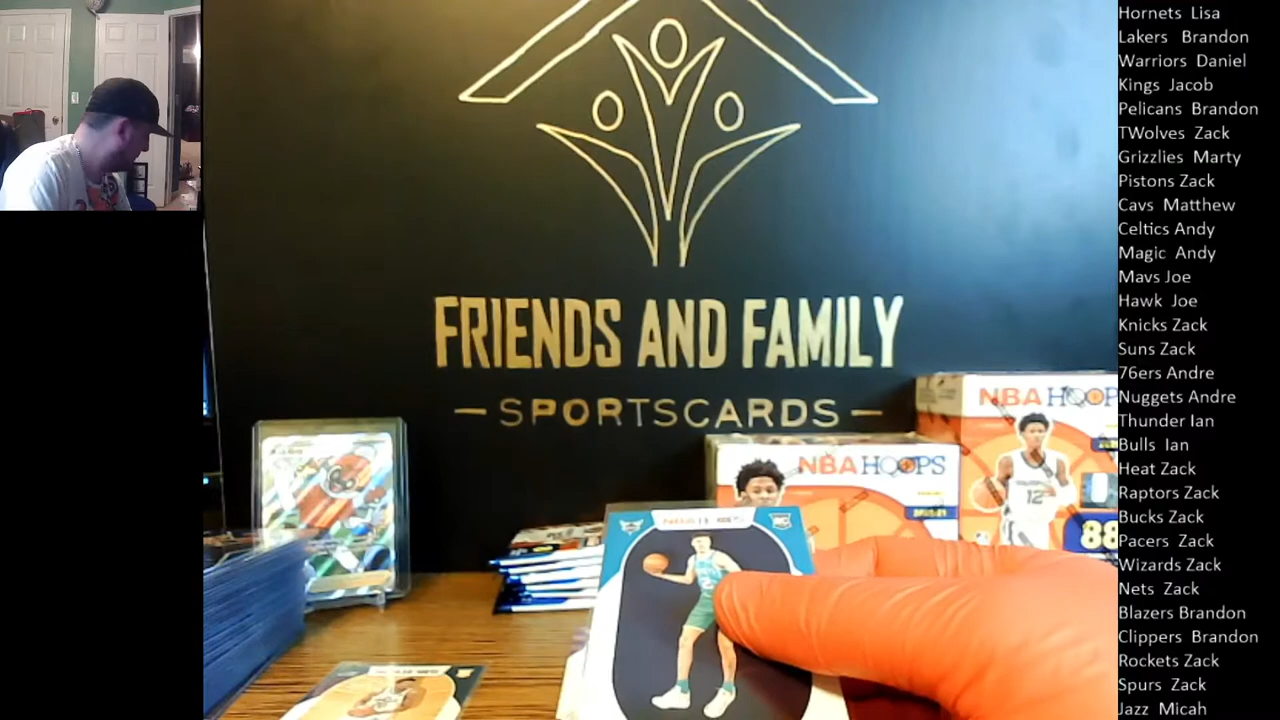 FRIENDS AND FAMILY
— SPORTSCARDS —
NBA HOOPS
NBA HOOPS
12
88
RC
Hornets Lisa
Lakers Brandon
Warriors Daniel
Kings Jacob
Pelicans Brandon
TWolves Zack
Grizzlies Marty
Pistons Zack
Cavs Matthew
Celtics Andy
Magic Andy
Mavs Joe
Hawk Joe
Knicks Zack
Suns Zack
76ers Andre
Nuggets Andre
Thunder Ian
Bulls Ian
Heat Zack
Raptors Zack
Bucks Zack
Pacers Zack
Wizards Zack
Nets Zack
Blazers Brandon
Clippers Brandon
Rockets Zack
Spurs Zack
Jazz Micah